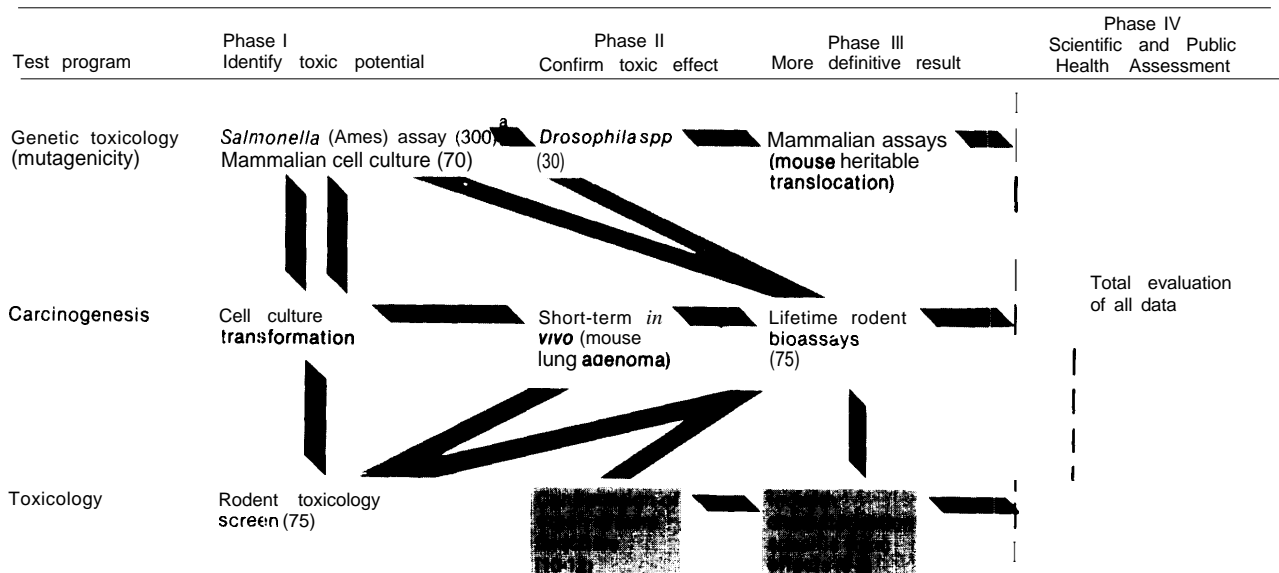 Test program
Phase I
Identify toxic potential
Phase II
Confirm toxic effect
Phase III
More definitive result
Phase IV
Scientific and Public
Health Assessment
Genetic toxicology
(mutagenicity)
Salmonella (Ames) assay (300)a
Mammalian cell culture (70)
Drosophila spp
(30)
Mammalian assays
(mouse heritable
translocation)
Carcinogenesis
Cell culture
transformation
Short-term in
vivo (mouse
lung adenoma)
Lifetime rodent
bioassays
(75)
Total evaluation
of all data
Toxicology
Rodent toxicology
screen (75)